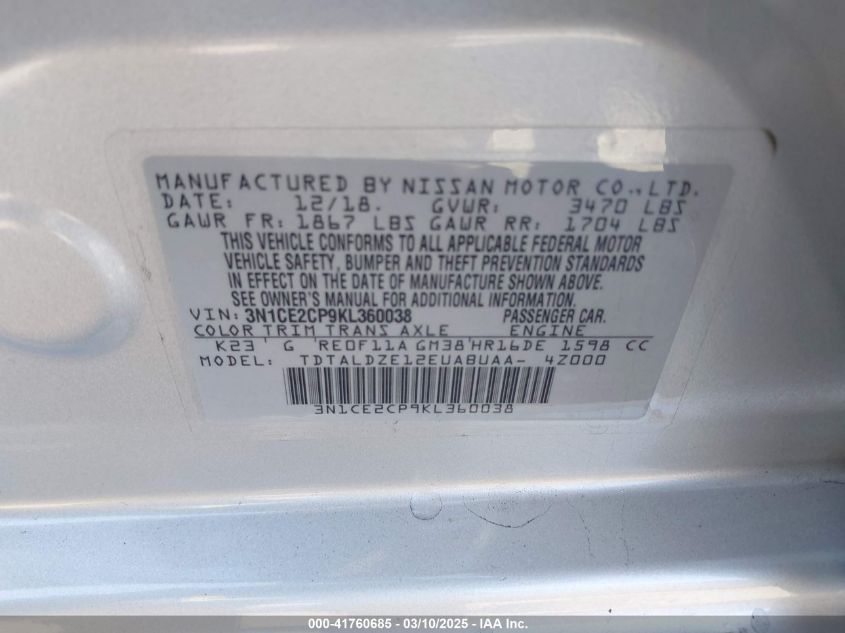 MANUFACTURED BY NISSAN MOTOR CO., LTD.
DATE: 12/18. GVWR: 3470 LBS
GAWR FR: 1867 LBS GAWR RR: 1704 LBS
THIS VEHICLE CONFORMS TO ALL APPLICABLE FEDERAL MOTOR
VEHICLE SAFETY, BUMPER AND THEFT PREVENTION STANDARDS
IN EFFECT ON THE DATE OF MANUFACTURE SHOWN ABOVE.
SEE OWNER'S MANUAL FOR ADDITIONAL INFORMATION.
VIN: 3N1CE2CP9KL360038 PASSENGER CAR.
COLOR TRIM TRANS AXLE ENGINE
K23 G RE0F11A GM38 HR16DE 1598 CC
MODEL: TDTALDZE12EUABUAA- 4Z000
3N1CE2CP9KL360038
000-41760685 - 03/10/2025 - IAA Inc.